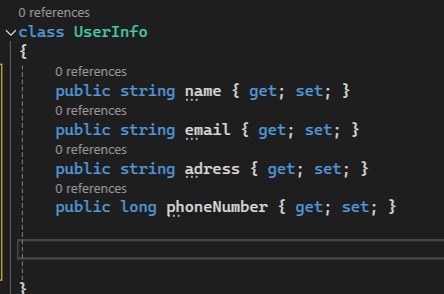 0 references
class UserInfo
{
0 references
public string name { get; set; }
0 references
public string email { get; set; }
0 references
public string adress { get; set; }
0 references
public long phoneNumber { get; set; }
}